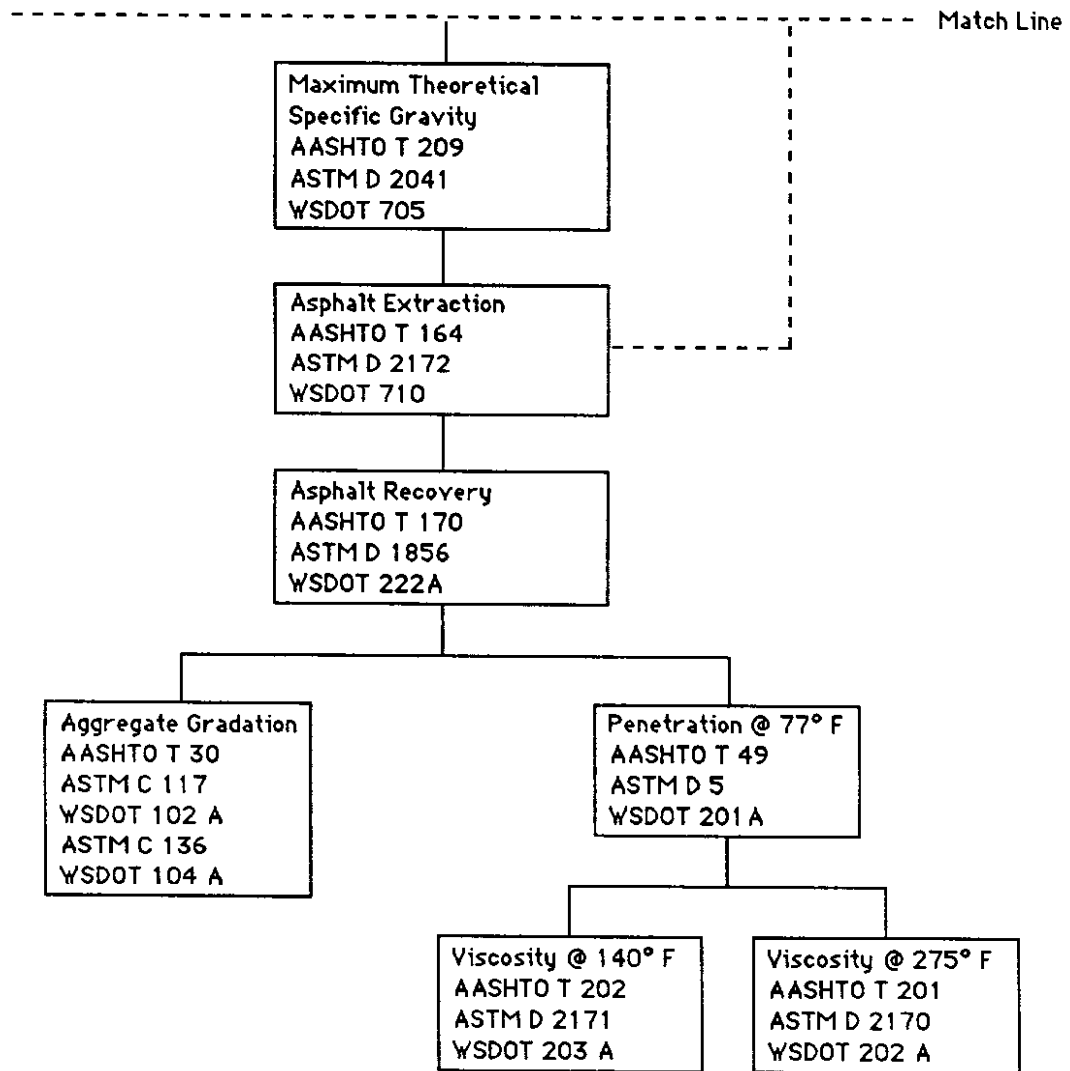 Match Line
Maximum Theoretical
Specific Gravity
AASHTO T 209
ASTM D 2041
WSDOT 705
Asphalt Extraction
AASHTO T 164
ASTM D 2172
WSDOT 710
Asphalt Recovery
AASHTO T 170
ASTM D 1856
WSDOT 222A
Aggregate Gradation
AASHTO T 30
ASTM C 117
WSDOT 102 A
ASTM C 136
WSDOT 104 A
Penetration @ 77° F
AASHTO T 49
ASTM D 5
WSDOT 201 A
Viscosity @ 140° F
AASHTO T 202
ASTM D 2171
WSDOT 203 A
Viscosity @ 275° F
AASHTO T 201
ASTM D 2170
WSDOT 202 A